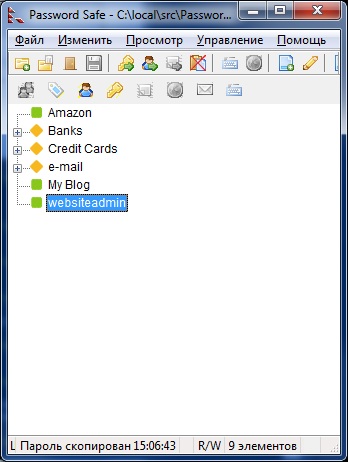 Password Safe - C:\local\src\Passwor...
Файл Изменить Просмотр Управление Помощь
Amazon
Banks
Credit Cards
e-mail
My Blog
websiteadmin
L Пароль скопирован 15:06:43 R/W 9 элементов